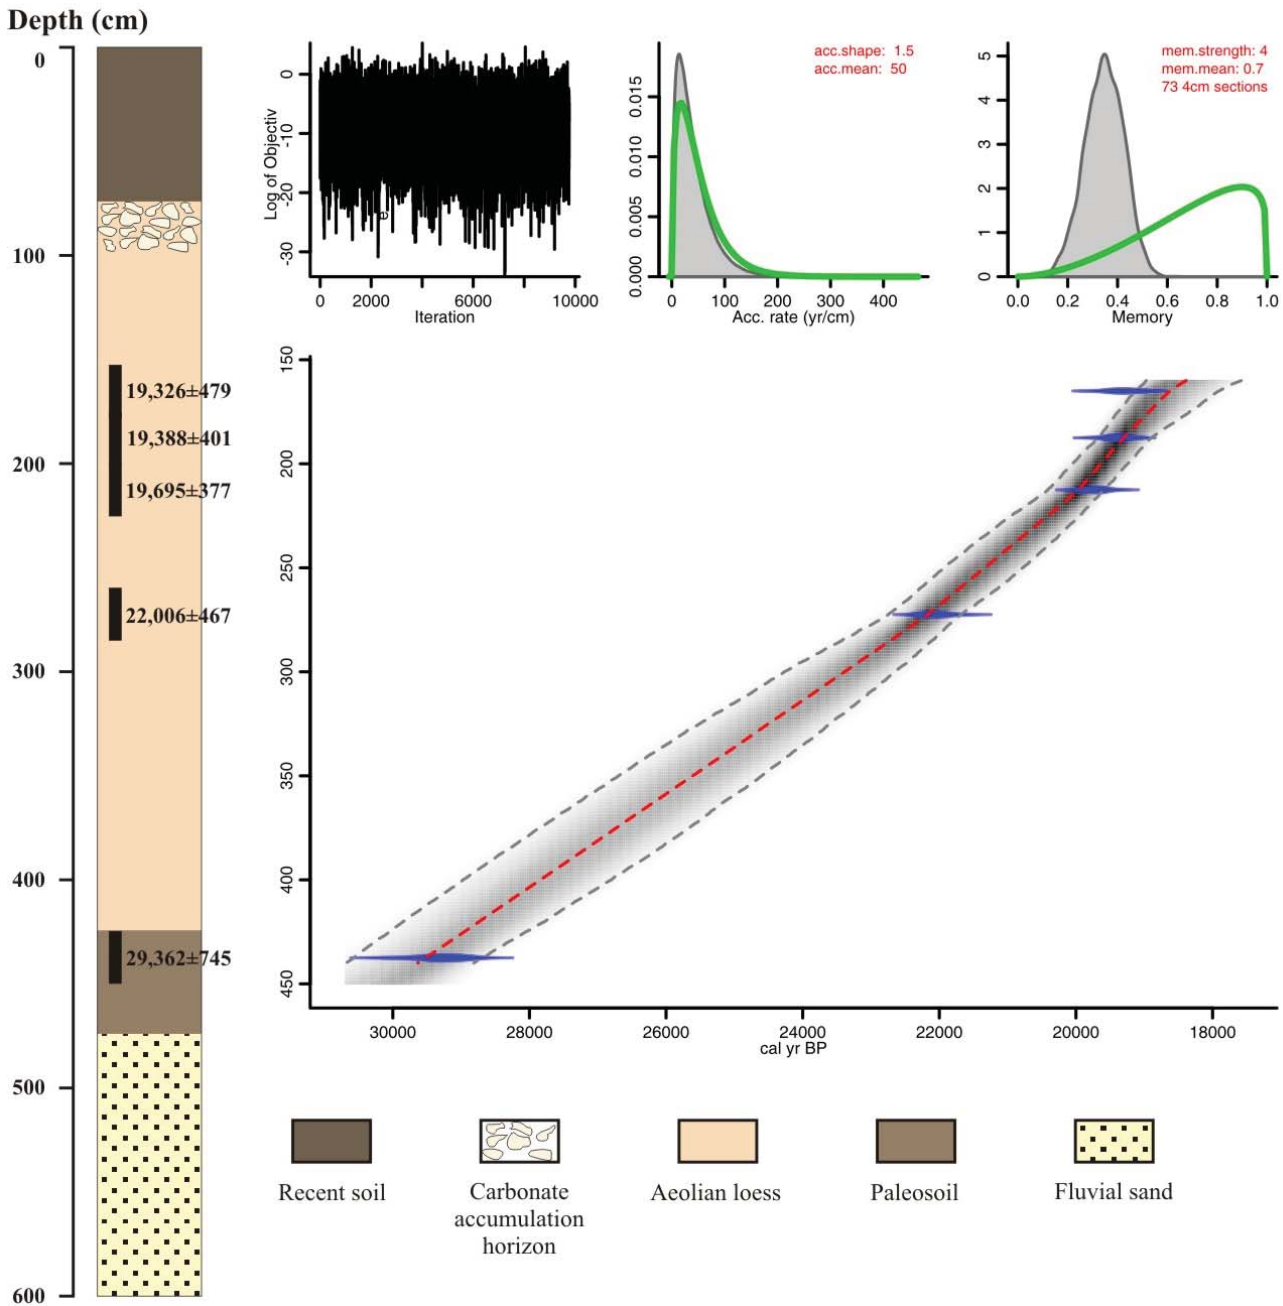 Depth (cm)
0
100
200
300
400
500
600
19,326±479
19,388±401
19,695±377
22,006±467
29,362±745
Log of Objectiv
e
0
-10
-20
-30
0
2000
6000
10000
Iteration
acc.shape: 1.5
acc.mean: 50
0.015
0.010
0.005
0.000
0
100
200
300
400
Acc. rate (yr/cm)
mem.strength: 4
mem.mean: 0.7
73 4cm sections
5
4
3
2
1
0
0.0
0.2
0.4
0.6
0.8
1.0
Memory
150
200
250
300
350
400
450
30000
28000
26000
24000
22000
20000
18000
cal yr BP
Recent soil
Carbonate
accumulation
horizon
Aeolian loess
Paleosoil
Fluvial sand